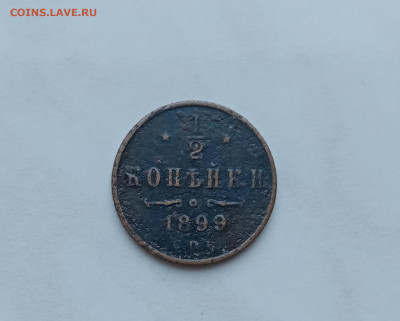 COINS.LAVE.RU
1/2
КОПѢЙКИ
1899
С.П.Б.